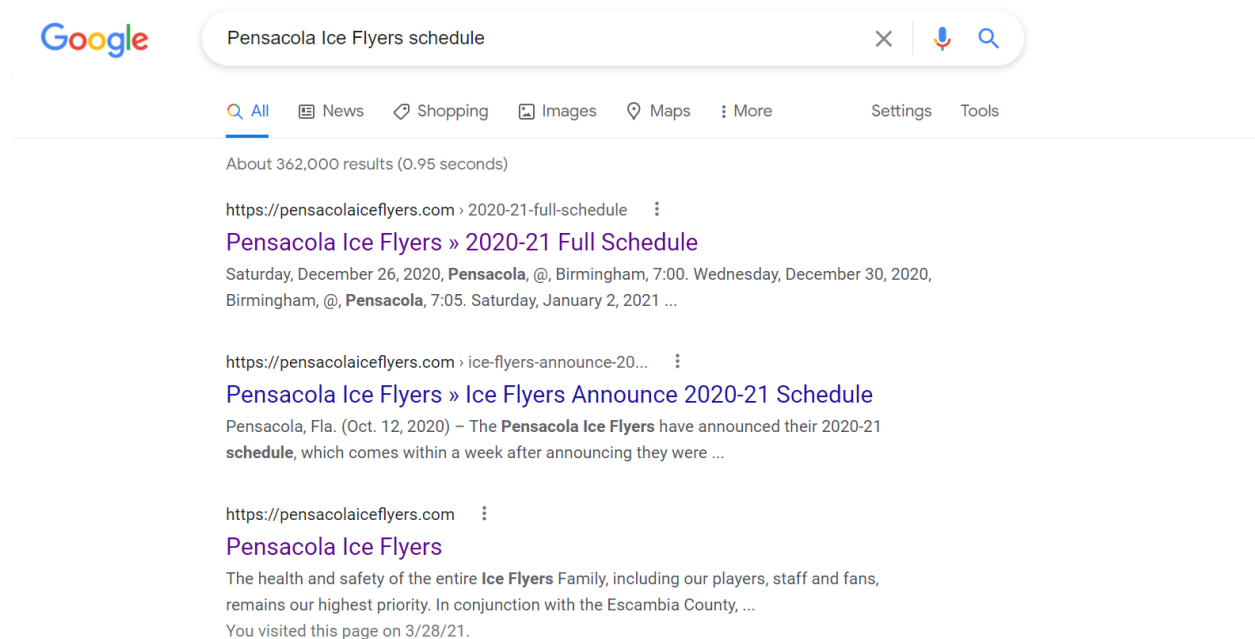 Google
Pensacola Ice Flyers schedule
All News Shopping Images Maps More Settings Tools
About 362,000 results (0.95 seconds)
https://pensacolaiceflyers.com › 2020-21-full-schedule
Pensacola Ice Flyers » 2020-21 Full Schedule
Saturday, December 26, 2020, Pensacola, @, Birmingham, 7:00. Wednesday, December 30, 2020,
Birmingham, @, Pensacola, 7:05. Saturday, January 2, 2021 ...
https://pensacolaiceflyers.com › ice-flyers-announce-20...
Pensacola Ice Flyers » Ice Flyers Announce 2020-21 Schedule
Pensacola, Fla. (Oct. 12, 2020) – The Pensacola Ice Flyers have announced their 2020-21
schedule, which comes within a week after announcing they were ...
https://pensacolaiceflyers.com
Pensacola Ice Flyers
The health and safety of the entire Ice Flyers Family, including our players, staff and fans,
remains our highest priority. In conjunction with the Escambia County, ...
You visited this page on 3/28/21.